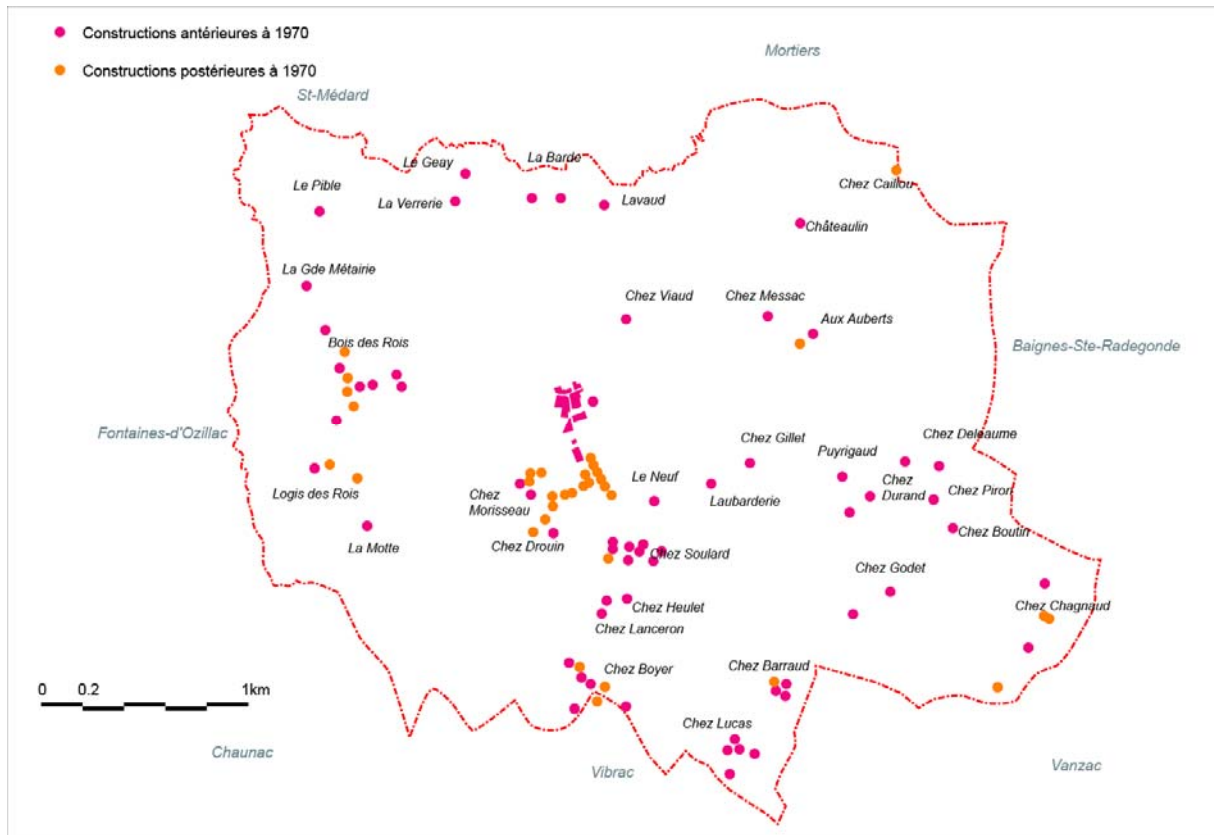 Constructions antérieures à 1970
Constructions postérieures à 1970
Mortiers
St-Médard
Le Geay
La Barde
Chez Caillou
Le Pible
La Verrerie
Lavaud
Châteaulin
La Gde Métairie
Chez Viaud
Chez Messac
Aux Auberts
Bois des Rois
Baignes-Ste-Radegonde
Fontaines-d'Ozillac
Chez Gillet
Puyrigaud
Chez Deleaume
Logis des Rois
Chez
Morisseau
Le Neuf
Laubarderie
Chez
Durand
Chez Piron
La Motte
Chez Drouin
Chez Soulard
Chez Boutin
Chez Godet
Chez Heulet
Chez Chagnaud
Chez Lanceron
Chez Boyer
Chez Barraud
0 0.2 1km
Chez Lucas
Chaunac
Vibrac
Vanzac